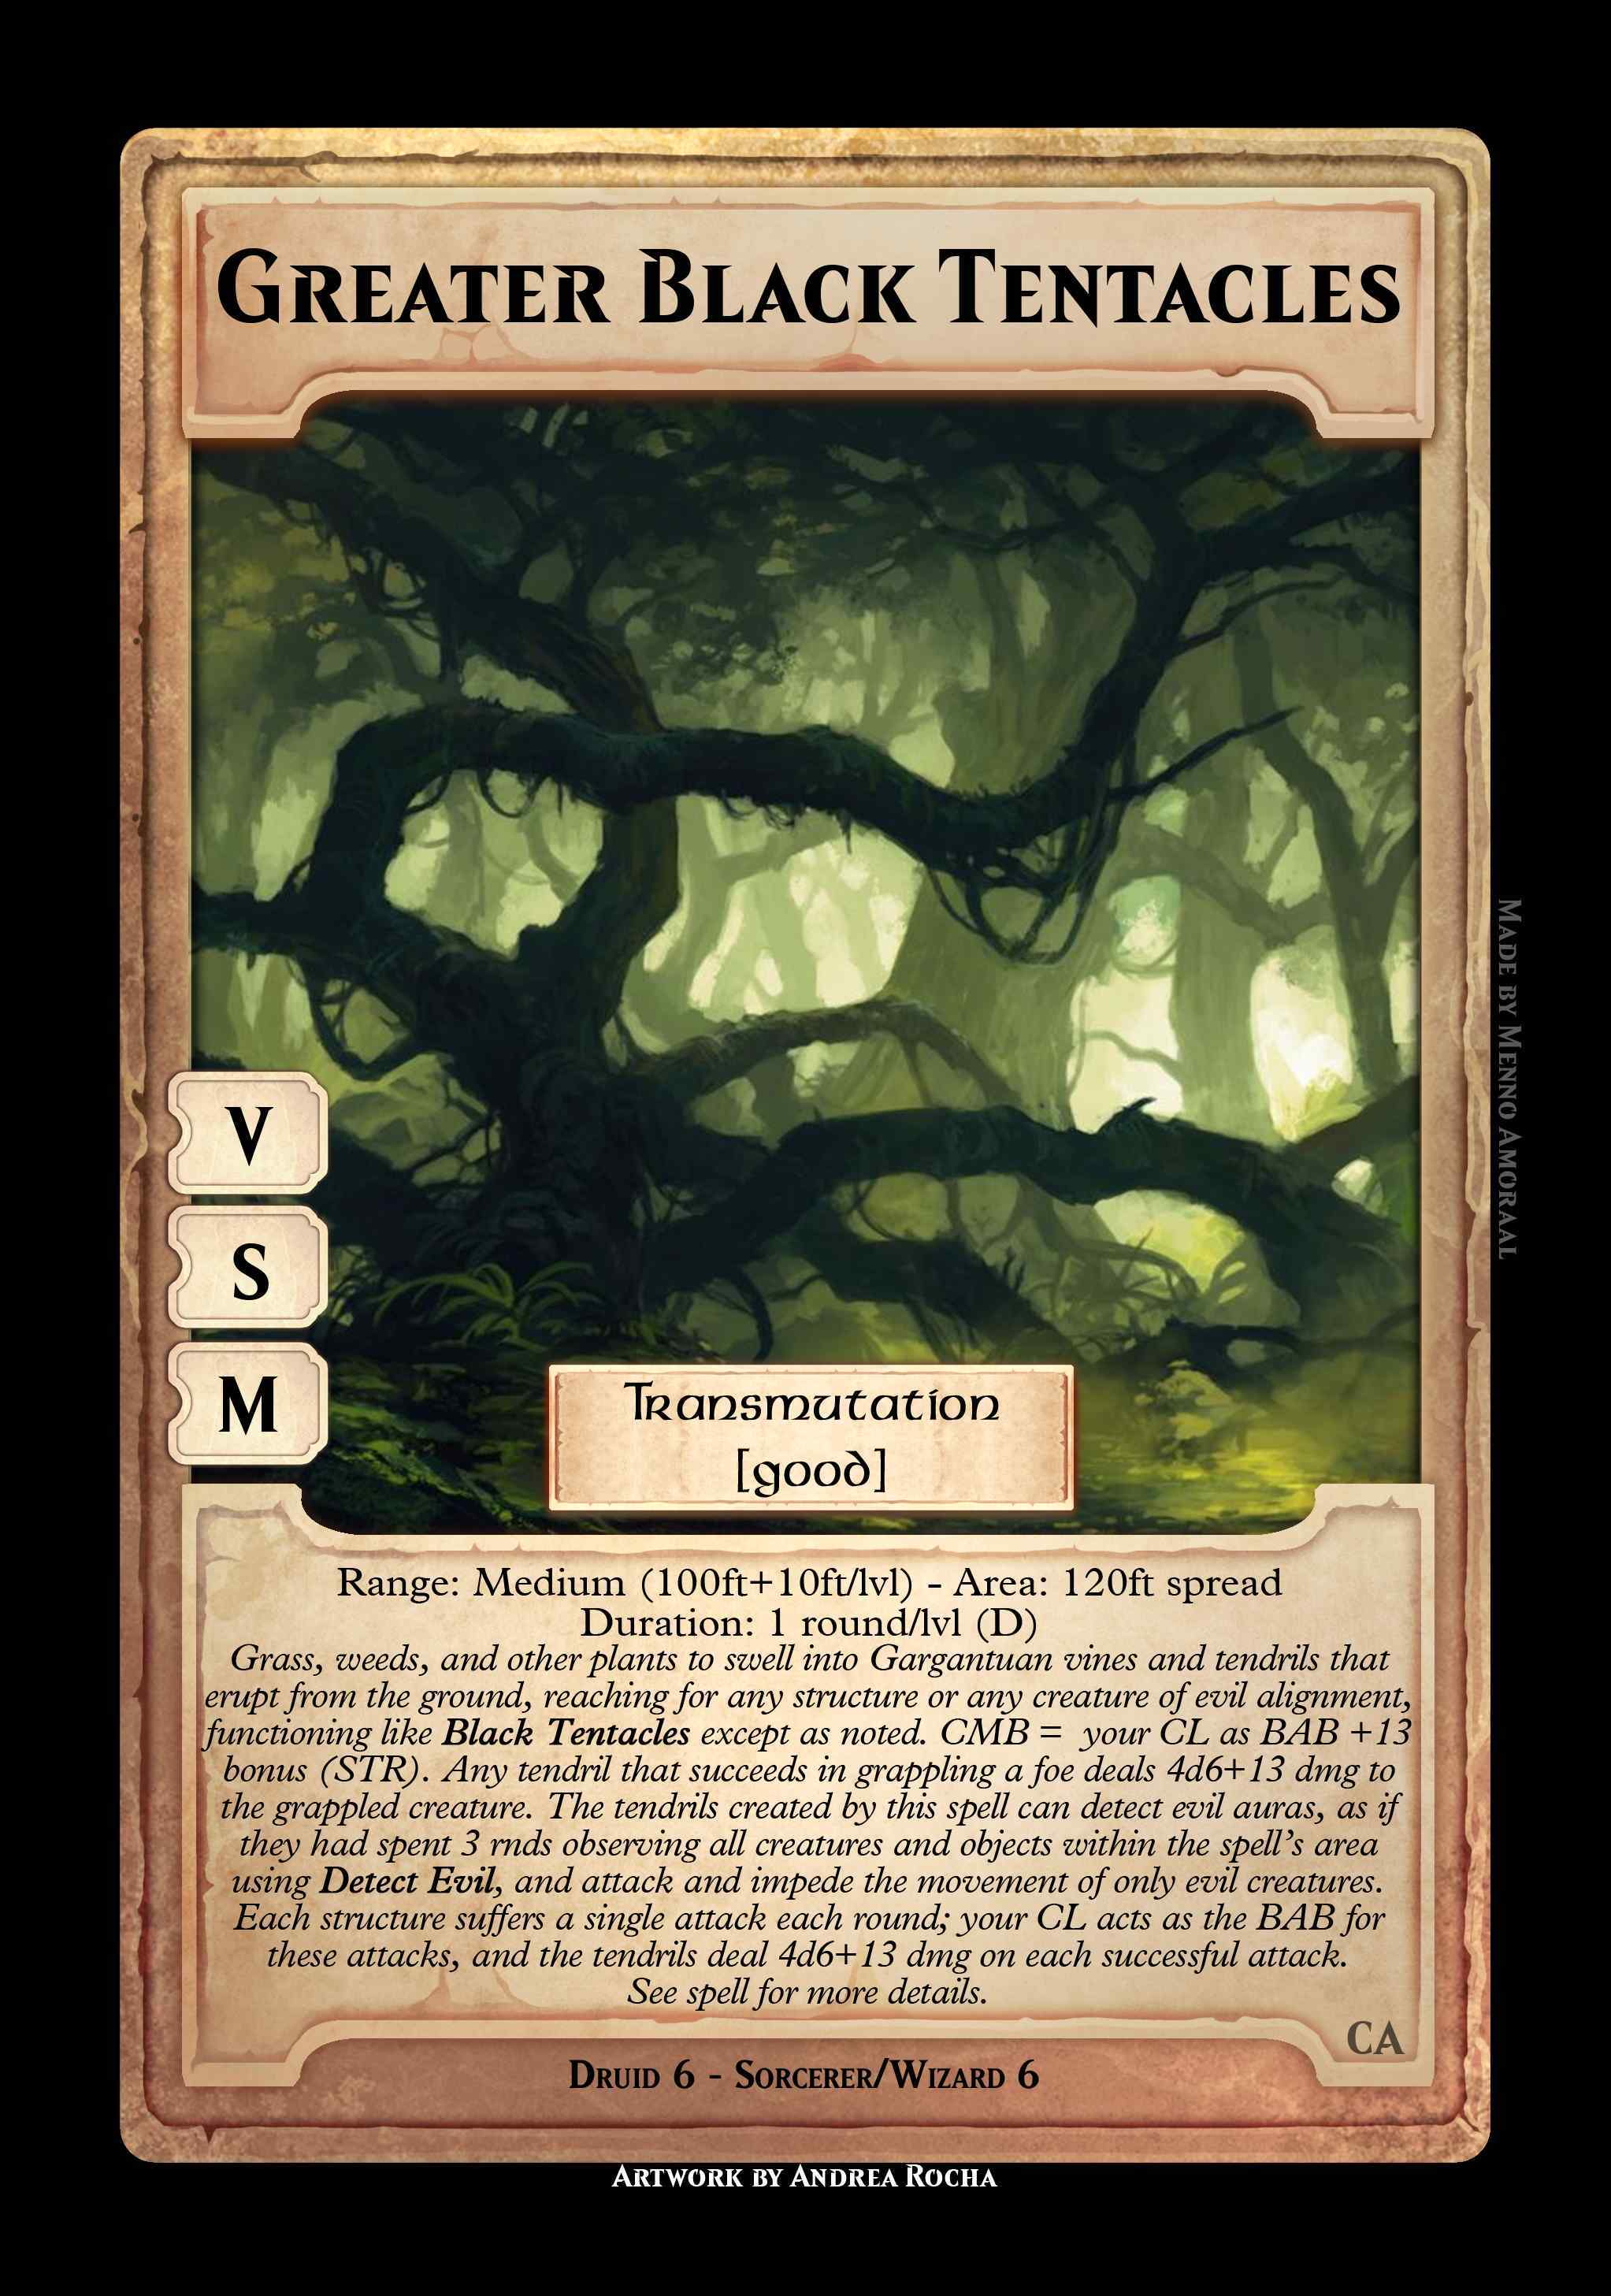 Greater Black Tentacles
V
S
M
Transmutation
[good]
Range: Medium (100ft+10ft/lvl) - Area: 120ft spread
Duration: 1 round/lvl (D)
Grass, weeds, and other plants to swell into Gargantuan vines and tendrils that
erupt from the ground, reaching for any structure or any creature of evil alignment,
functioning like Black Tentacles except as noted. CMB = your CL as BAB +13
bonus (STR). Any tendril that succeeds in grappling a foe deals 4d6+13 dmg to
the grappled creature. The tendrils created by this spell can detect evil auras, as if
they had spent 3 rnds observing all creatures and objects within the spell's area
using Detect Evil, and attack and impede the movement of only evil creatures.
Each structure suffers a single attack each round; your CL acts as the BAB for
these attacks, and the tendrils deal 4d6+13 dmg on each successful attack.
See spell for more details.
CA
Druid 6 - Sorcerer/Wizard 6
Artwork by Andrea Rocha
Made by Menno Amoraal